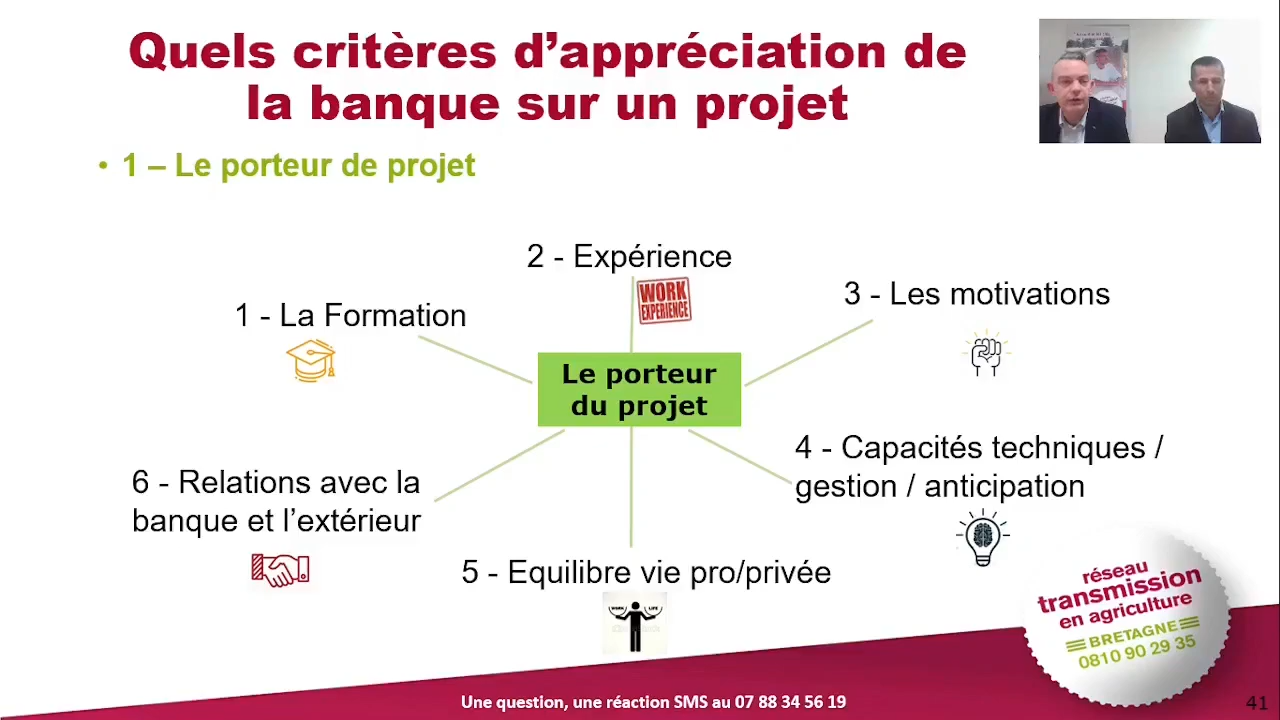 Quels critères d’appréciation de
la banque sur un projet
• 1 – Le porteur de projet
2 - Expérience
WORK
EXPERIENCE
3 - Les motivations
1 - La Formation
Le porteur
du projet
4 - Capacités techniques /
gestion / anticipation
6 - Relations avec la
banque et l’extérieur
5 - Equilibre vie pro/privée
WORK
LIFE
réseau
transmission
en agriculture
BRETAGNE
0810 90 29 35
Une question, une réaction SMS au 07 88 34 56 19
41